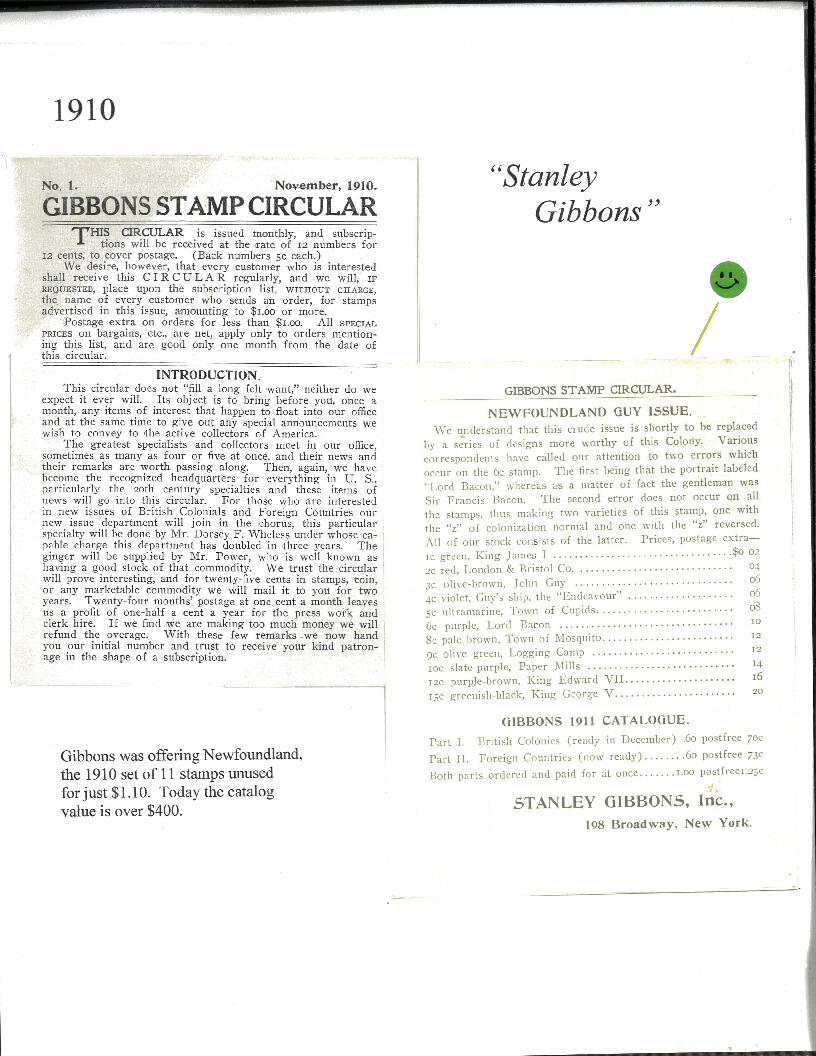 1910
"Stanley
Gibbons"
No. 1. November, 1910.
GIBBONS STAMP CIRCULAR
THIS CIRCULAR is issued monthly, and subscrip-
tions will be received at the rate of 12 numbers for
12 cents, to cover postage. (Back numbers 5c each.)
We desire, however, that every customer who is interested
shall receive this CIRCULAR regularly, and we will, IF
REQUESTED, place upon the subscription list, WITHOUT CHARGE,
the name of every customer who sends an order, for stamps
advertised in this issue, amounting to $1.00 or more.
Postage extra on orders for less than $1.00. All SPECIAL
PRICES on bargains, etc., are net, apply only to orders mention-
ing this list, and are good only one month from the date of
this circular.
INTRODUCTION.
This circular does not "fill a long felt want," neither do we
expect it ever will. Its object is to bring before you, once a
month, any items of interest that happen to float into our office
and at the same time to give out any special announcements we
wish to convey to the active collectors of America.
The greatest specialists and collectors meet in our office,
sometimes as many as four or five at once, and their news and
their remarks are worth passing along. Then, again, we have
become the recognized headquarters for everything in U. S.,
particularly the 20th century specialties and these items of
news will go into this circular. For those who are interested
in new issues of British Colonials and Foreign Countries our
new issue department will join in the chorus, this particular
specialty will be done by Mr. Dorsey F. Wheless under whose ca-
pable charge this department has doubled in three years. The
ginger will be supplied by Mr. Power, who is well known as
having a good stock of that commodity. We trust the circular
will prove interesting, and for twenty-five cents in stamps, coin,
or any marketable commodity we will mail it to you for two
years. Twenty-four months' postage at one cent a month leaves
us a profit of one-half a cent a year for the press work and
clerk hire. If we find we are making too much money we will
refund the overage. With these few remarks we now hand
you our initial number and trust to receive your kind patron-
age in the shape of a subscription.
GIBBONS STAMP CIRCULAR.
NEWFOUNDLAND GUY ISSUE.
We understand that this crude issue is shortly to be replaced
by a series of designs more worthy of this Colony. Various
correspondents have called our attention to two errors which
occur on the 6c stamp. The first being that the portrait labeled
"Lord Bacon," whereas as a matter of fact the gentleman was
Sir Francis Bacon. The second error does not occur on all
the stamps, thus making two varieties of this stamp, one with
the "z" of colonization normal and one with the "z" reversed.
All of our stock consists of the latter. Prices, postage extra—
1c green, King James I ..............................$0 02
2c red, London & Bristol Co. .......................... 04
3c olive-brown, John Guy .......................... 06
4c violet, Guy's ship, the "Endeavour" .................. 06
5c ultramarine, Town of Cupids....................... 08
6c purple, Lord Bacon ............................. 10
8c pale brown, Town of Mosquito...................... 12
9c olive green, Logging Camp ........................ 12
10c slate purple, Paper Mills ......................... 14
12c purple-brown, King Edward VII.................... 16
15c greenish-black, King George V..................... 20
GIBBONS 1911 CATALOGUE.
Part I. British Colonies (ready in December) .60 postfree 70c
Part II. Foreign Countries (now ready)........60 postfree 73c
Both parts ordered and paid for at once.......1.00 postfree1.25c
STANLEY GIBBONS, Inc.,
198 Broadway, New York.
Gibbons was offering Newfoundland,
the 1910 set of 11 stamps unused
for just $1.10. Today the catalog
value is over $400.